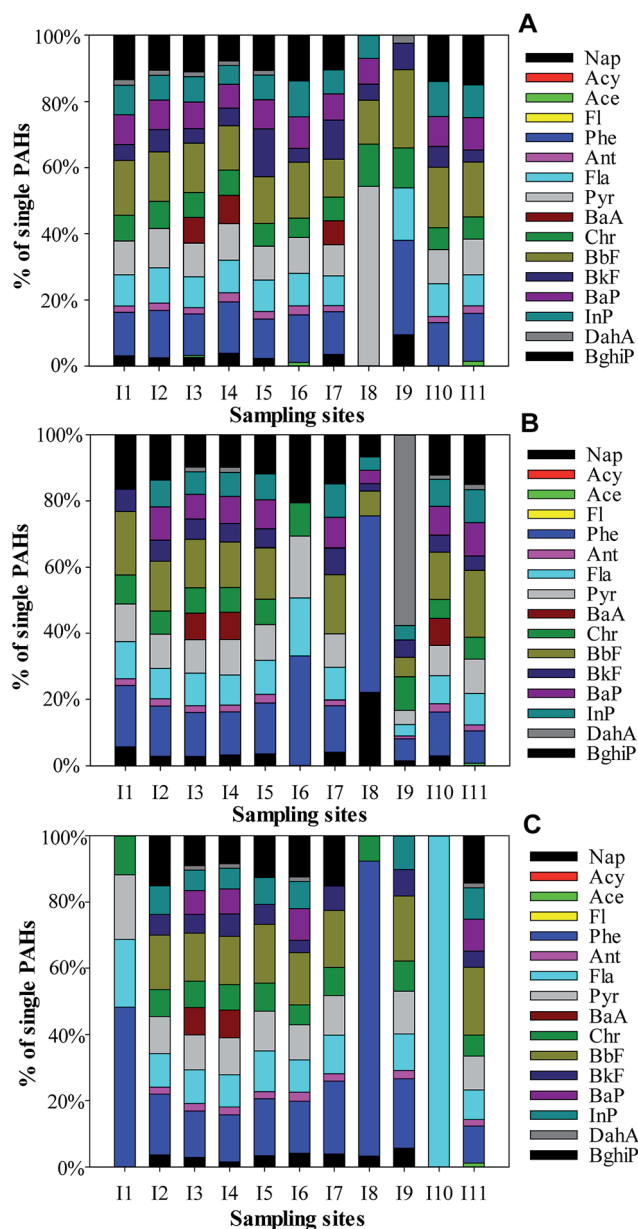 A
100%
80%
60%
40%
20%
0%
% of single PAHs
I1 I2 I3 I4 I5 I6 I7 I8 I9 I10 I11
Sampling sites
Nap
Acy
Ace
Fl
Phe
Ant
Fla
Pyr
BaA
Chr
BbF
BkF
BaP
InP
DahA
BghiP
B
100%
80%
60%
40%
20%
0%
% of single PAHs
I1 I2 I3 I4 I5 I6 I7 I8 I9 I10 I11
Sampling sites
Nap
Acy
Ace
Fl
Phe
Ant
Fla
Pyr
BaA
Chr
BbF
BkF
BaP
InP
DahA
BghiP
C
100%
80%
60%
40%
20%
0%
% of single PAHs
I1 I2 I3 I4 I5 I6 I7 I8 I9 I10 I11
Sampling sites
Nap
Acy
Ace
Fl
Phe
Ant
Fla
Pyr
BaA
Chr
BbF
BkF
BaP
InP
DahA
BghiP